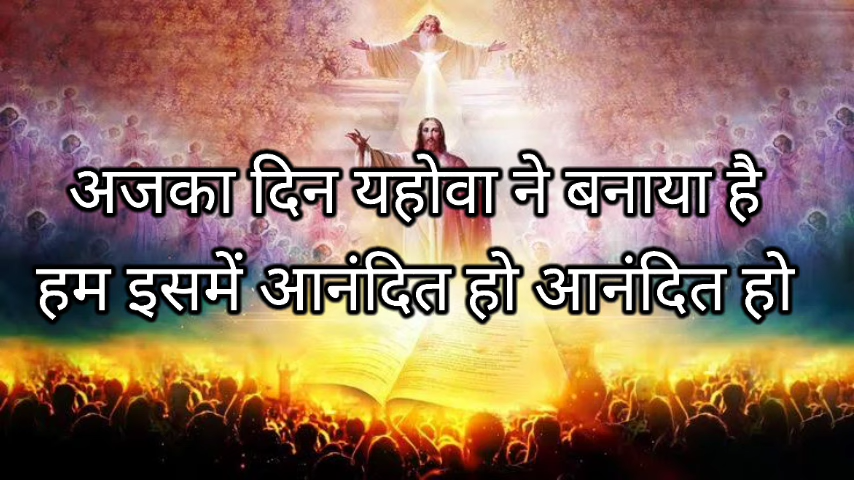 अजका दिन यहोवा ने बनाया है
हम इसमें आनंदित हो आनंदित हो